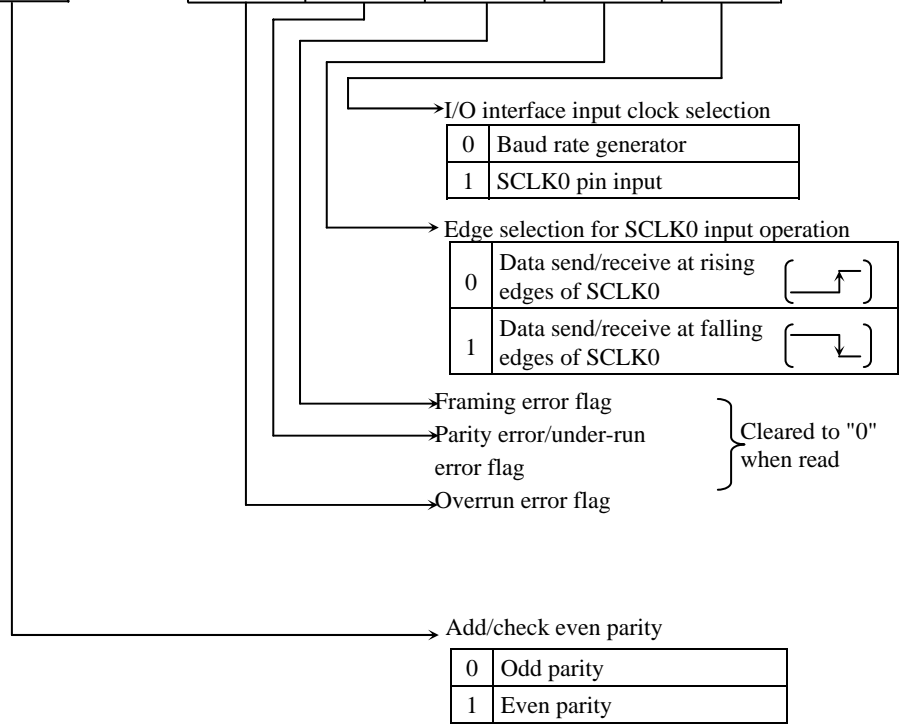 I/O interface input clock selection
0 Baud rate generator
1 SCLK0 pin input
Edge selection for SCLK0 input operation
0 Data send/receive at rising
edges of SCLK0
1 Data send/receive at falling
edges of SCLK0
Framing error flag
Parity error/under-run
error flag
Overrun error flag
Cleared to "0"
when read
Add/check even parity
0 Odd parity
1 Even parity